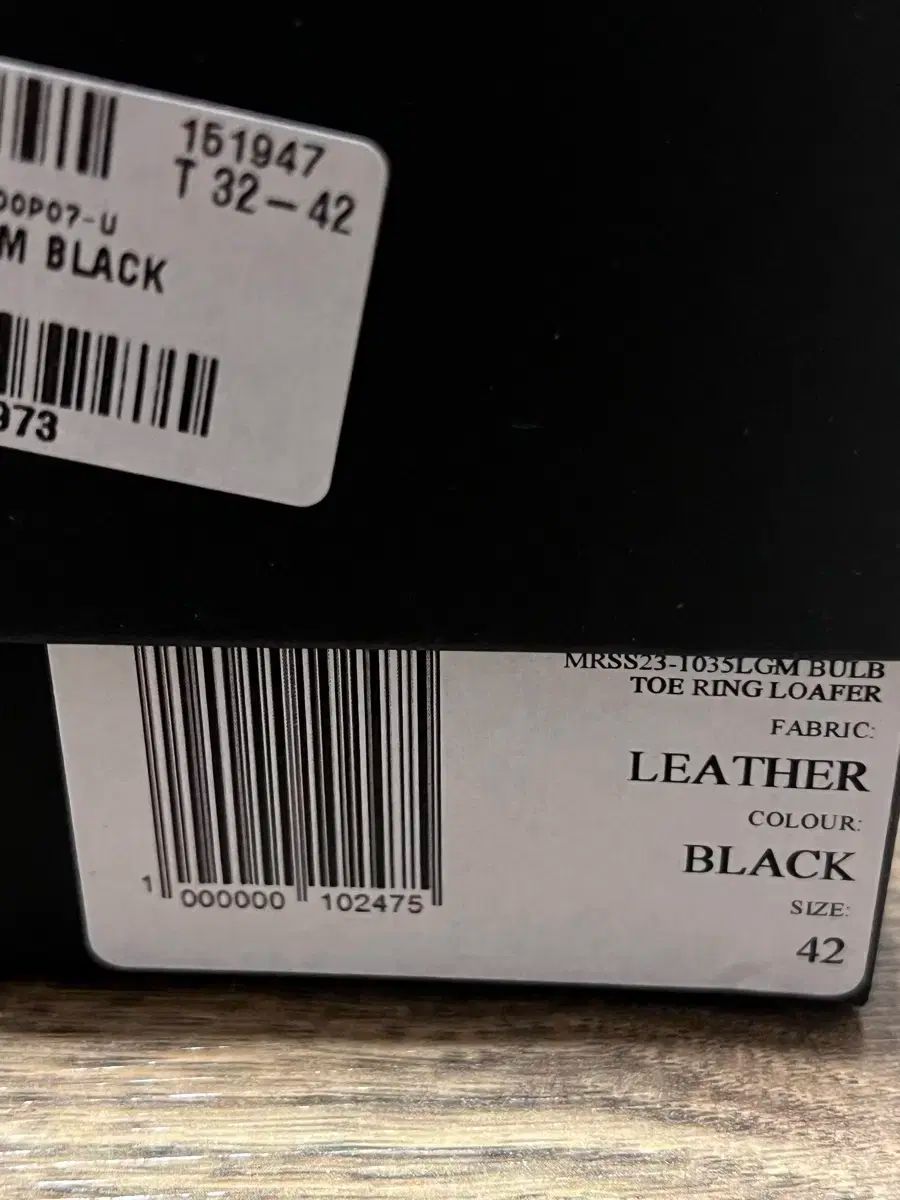 151947
T 32-42
00P07-U
M BLACK
973
MRSS23-1035LGM BULB
TOE RING LOAFER
FABRIC:
LEATHER
COLOUR:
BLACK
SIZE:
42
1 000000 102475